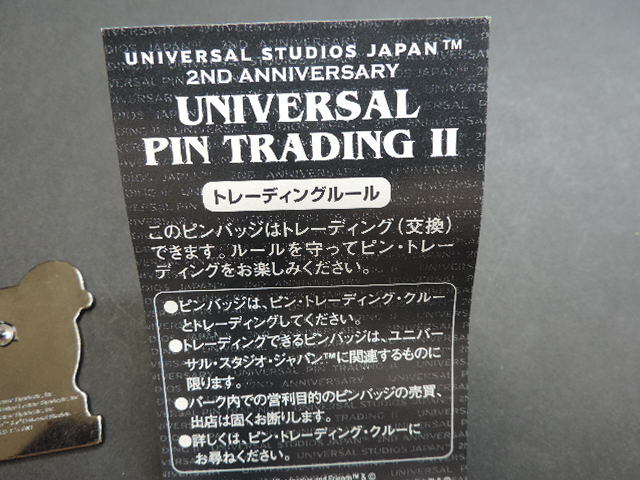 UNIVERSAL STUDIOS JAPAN™
2ND ANNIVERSARY
UNIVERSAL
PIN TRADING II
トレーディングルール
このピンバッジはトレーディング(交換)
できます。ルールを守ってピン・トレー
ディングをお楽しみください。
●ピンバッジは、ピン・トレーディング・クルー
とトレーディングしてください。
●トレーディングできるピンバッジは、ユニバー
サル・スタジオ・ジャパン™に関連するものに
限ります。
●パーク内での営利目的のピンバッジの売買、
出店は固くお断りします。
●詳しくは、ピン・トレーディング・クルーに
お尋ねください。